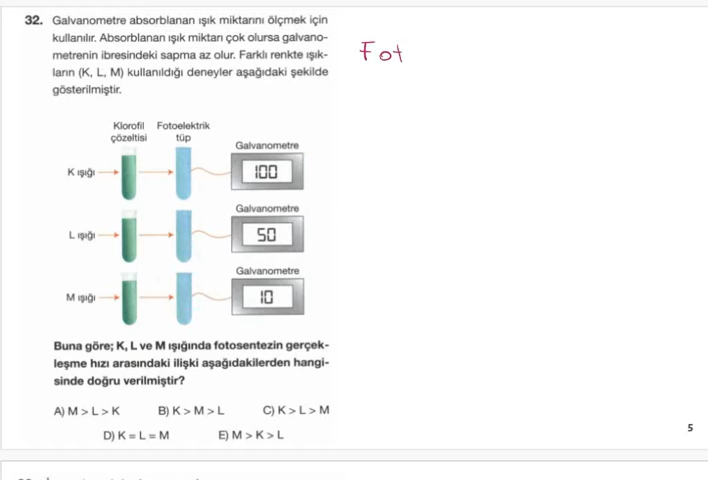 32. Galvanometre absorblanan ışık miktarını ölçmek için
kullanılır. Absorblanan ışık miktarı çok olursa galvano-
metrenin ibresindeki sapma az olur. Farklı renkte ışık-
ların (K, L, M) kullanıldığı deneyler aşağıdaki şekilde
gösterilmiştir.
Fot
Klorofil Fotoelektrik
çözeltisi tüp
Galvanometre
K ışığı 100
Galvanometre
L ışığı 50
Galvanometre
M ışığı 10
Buna göre; K, L ve M ışığında fotosentezin gerçek-
leşme hızı arasındaki ilişki aşağıdakilerden hangi-
sinde doğru verilmiştir?
A) M > L > K B) K > M > L C) K > L > M
D) K = L = M E) M > K > L
5